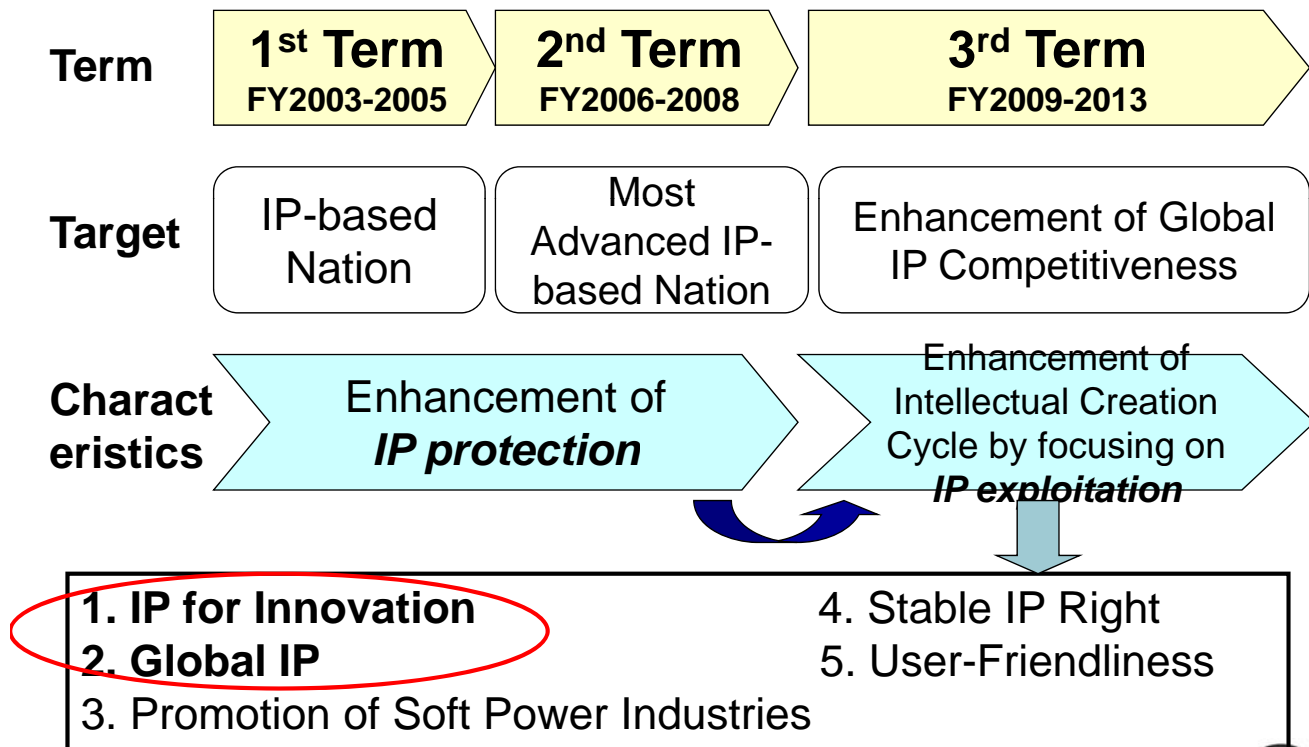 Term
1st Term
FY2003-2005
2nd Term
FY2006-2008
3rd Term
FY2009-2013
Target
IP-based
Nation
Most
Advanced IP-
based Nation
Enhancement of Global
IP Competitiveness
Charact
eristics
Enhancement of
IP protection
Enhancement of
Intellectual Creation
Cycle by focusing on
IP exploitation
1. IP for Innovation
2. Global IP
3. Promotion of Soft Power Industries
4. Stable IP Right
5. User-Friendliness